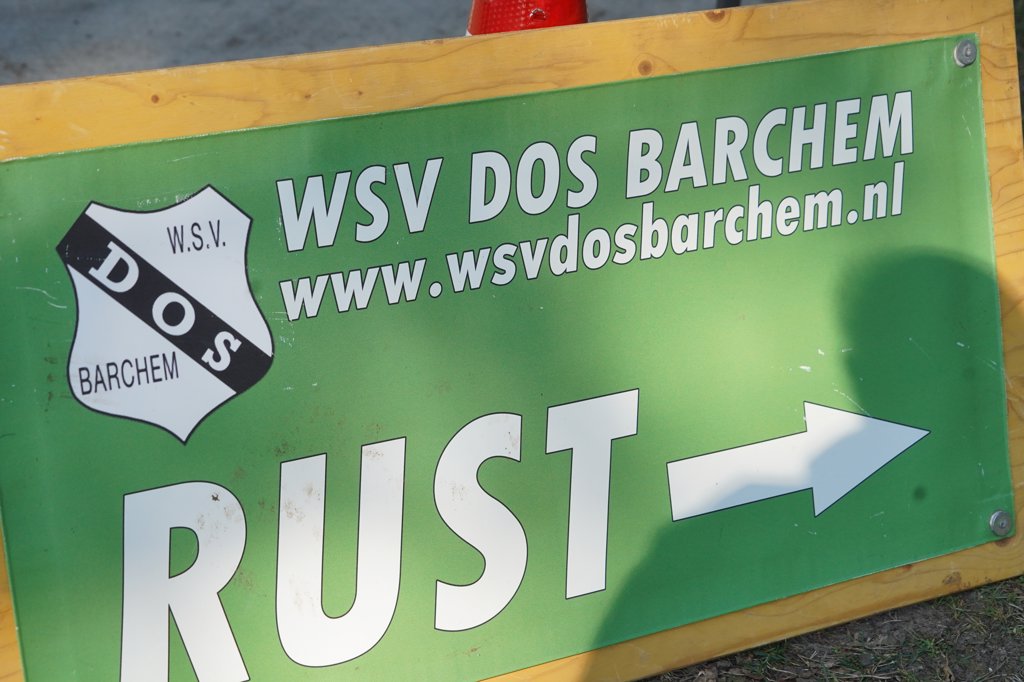 WSV DOS BARCHEM
www.wsvdosbarchem.nl
W.S.V.
DOS
BARCHEM
RUST